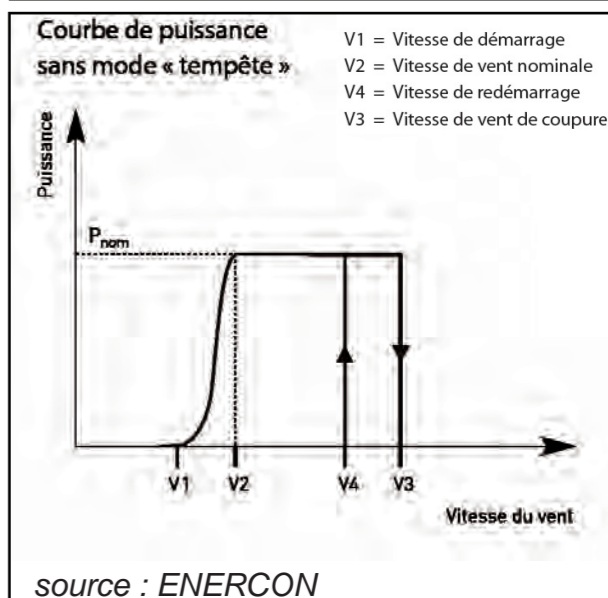 Courbe de puissance
sans mode « tempête »
V1 = Vitesse de démarrage
V2 = Vitesse de vent nominale
V4 = Vitesse de redémarrage
V3 = Vitesse de vent de coupure
Puissance
Pnom
V1 V2 V4 V3
Vitesse du vent
source : ENERCON